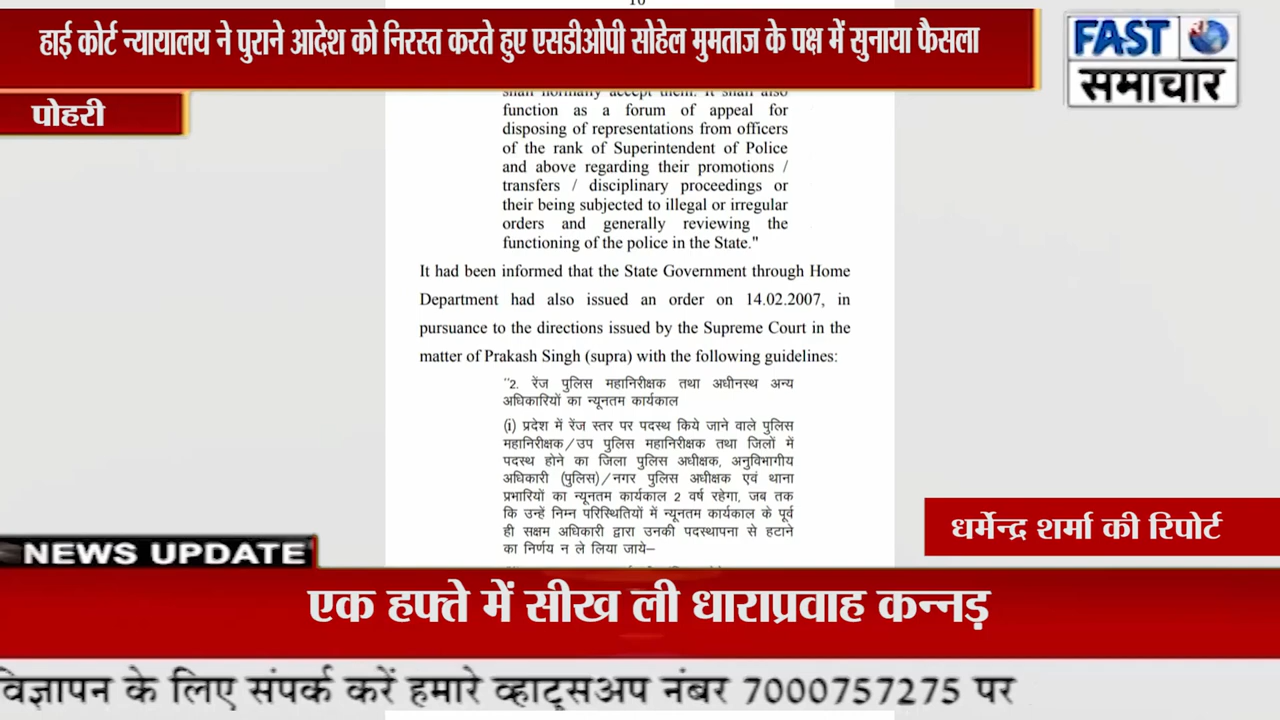 10
हाई कोर्ट न्यायालय ने पुराने आदेश को निरस्त करते हुए एसडीओपी सोहेल मुमताज के पक्ष में सुनाया फैसला
FAST
समाचार
पोहरी
shall normally accept them. It shall also
function as a forum of appeal for
disposing of representations from officers
of the rank of Superintendent of Police
and above regarding their promotions /
transfers / disciplinary proceedings or
their being subjected to illegal or irregular
orders and generally reviewing the
functioning of the police in the State."
It had been informed that the State Government through Home
Department had also issued an order on 14.02.2007, in
pursuance to the directions issued by the Supreme Court in the
matter of Prakash Singh (supra) with the following guidelines:
"2. रेंज पुलिस महानिरीक्षक तथा अधीनस्थ अन्य
अधिकारियों का न्यूनतम कार्यकाल
(i) प्रदेश में रेंज स्तर पर पदस्थ किये जाने वाले पुलिस
महानिरीक्षक/उप पुलिस महानिरीक्षक तथा जिलों में
पदस्थ होने का जिला पुलिस अधीक्षक, अनुविभागीय
अधिकारी (पुलिस)/नगर पुलिस अधीक्षक एवं थाना
प्रभारियों का न्यूनतम कार्यकाल 2 वर्ष रहेगा, जब तक
कि उन्हें निम्न परिस्थितियों में न्यूनतम कार्यकाल के पूर्व
ही सक्षम अधिकारी द्वारा उनकी पदस्थापना से हटाने
का निर्णय न ले लिया जाये–
धर्मेन्द्र शर्मा की रिपोर्ट
NEWS UPDATE
एक हफ्ते में सीख ली धाराप्रवाह कन्नड़
विज्ञापन के लिए संपर्क करें हमारे व्हाट्सअप नंबर 7000757275 पर